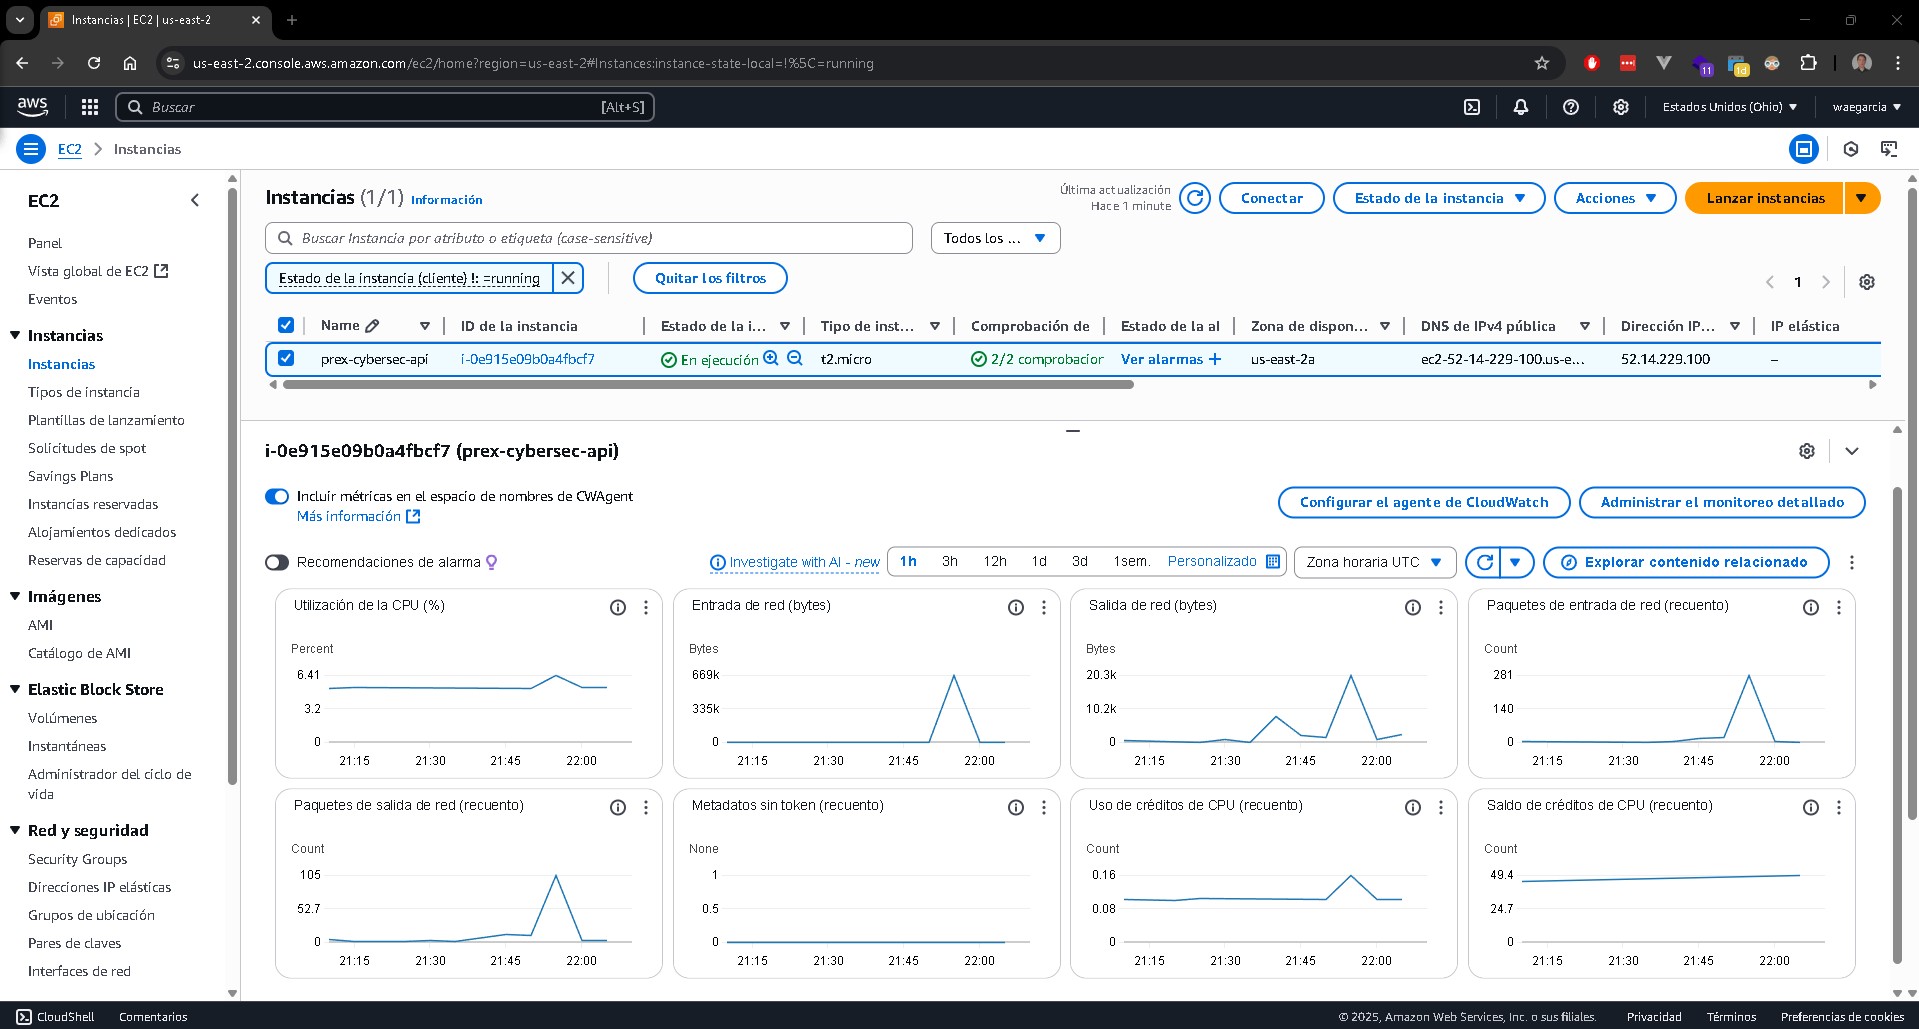 Instancias | EC2 | us-east-2
us-east-2.console.aws.amazon.com/ec2/home?region=us-east-2#Instances:instance-state-local=!%5C=running
11
1d
aws
Buscar
[Alt+S]
Estados Unidos (Ohio)
waegarcia
EC2
Instancias
EC2
Panel
Vista global de EC2
Eventos
Instancias
Instancias
Tipos de instancia
Plantillas de lanzamiento
Solicitudes de spot
Savings Plans
Instancias reservadas
Alojamientos dedicados
Reservas de capacidad
Imágenes
AMI
Catálogo de AMI
Elastic Block Store
Volúmenes
Instantáneas
Administrador del ciclo de
vida
Red y seguridad
Security Groups
Direcciones IP elásticas
Grupos de ubicación
Pares de claves
Interfaces de red
Instancias (1/1) Información
Última actualización
Hace 1 minute
Conectar
Estado de la instancia
Acciones
Lanzar instancias
Buscar Instancia por atributo o etiqueta (case-sensitive)
Todos los ...
Estado de la instancia (cliente) !: =running
Quitar los filtros
1
Name ID de la instancia Estado de la i... Tipo de inst... Comprobación de Estado de la al Zona de dispon... DNS de IPv4 pública Dirección IP... IP elástica
prex-cybersec-api i-0e915e09b0a4fbcf7 En ejecución t2.micro 2/2 comprobacior Ver alarmas + us-east-2a ec2-52-14-229-100.us-e... 52.14.229.100 –
i-0e915e09b0a4fbcf7 (prex-cybersec-api)
Incluir métricas en el espacio de nombres de CWAgent
Más información
Configurar el agente de CloudWatch
Administrar el monitoreo detallado
Recomendaciones de alarma
Investigate with AI - new
1h 3h 12h 1d 3d 1sem. Personalizado
Zona horaria UTC
Explorar contenido relacionado
Utilización de la CPU (%)
Percent
6.41
3.2
0
21:15 21:30 21:45 22:00
Entrada de red (bytes)
Bytes
669k
335k
0
21:15 21:30 21:45 22:00
Salida de red (bytes)
Bytes
20.3k
10.2k
0
21:15 21:30 21:45 22:00
Paquetes de entrada de red (recuento)
Count
281
140
0
21:15 21:30 21:45 22:00
Paquetes de salida de red (recuento)
Count
105
52.7
0
21:15 21:30 21:45 22:00
Metadatos sin token (recuento)
None
1
0.5
0
21:15 21:30 21:45 22:00
Uso de créditos de CPU (recuento)
Count
0.16
0.08
0
21:15 21:30 21:45 22:00
Saldo de créditos de CPU (recuento)
Count
49.4
24.7
0
21:15 21:30 21:45 22:00
CloudShell Comentarios
© 2025, Amazon Web Services, Inc. o sus filiales. Privacidad Términos Preferencias de cookies